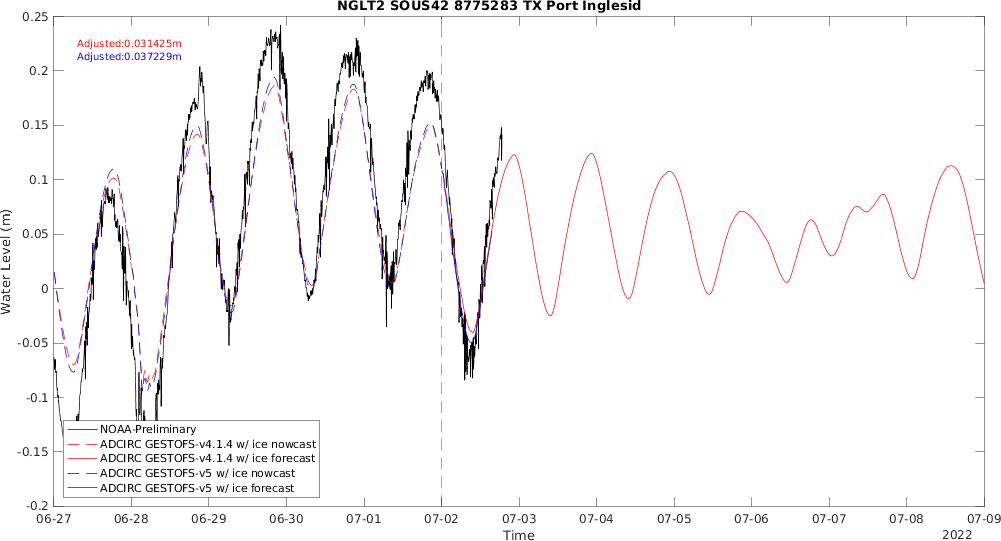 NGLT2 SOUS42 8775283 TX Port Inglesid
Adjusted:0.031425m
Adjusted:0.037229m
0.25
0.2
0.15
0.1
0.05
0
-0.05
-0.1
-0.15
-0.2
Water Level (m)
NOAA-Preliminary
ADCIRC GESTOFS-v4.1.4 w/ ice nowcast
ADCIRC GESTOFS-v4.1.4 w/ ice forecast
ADCIRC GESTOFS-v5 w/ ice nowcast
ADCIRC GESTOFS-v5 w/ ice forecast
06-27 06-28 06-29 06-30 07-01 07-02 07-03 07-04 07-05 07-06 07-07 07-08 07-09
Time
2022